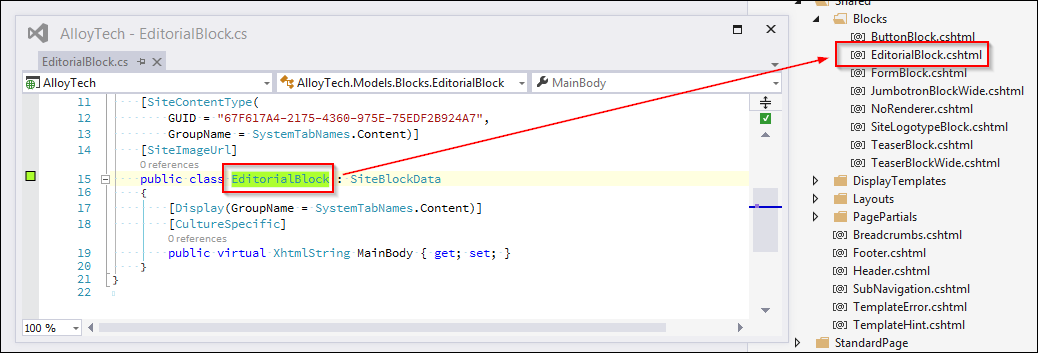 AlloyTech - EditorialBlock.cs
EditorialBlock.cs
AlloyTech
AlloyTech.Models.Blocks.EditorialBlock
MainBody
11 [SiteContentType(
12 GUID = "67F617A4-2175-4360-975E-75EDF2B924A7",
13 GroupName = SystemTabNames.Content)]
14 [SiteImageUrl]
0 references
15 public class EditorialBlock : SiteBlockData
16 {
17 [Display(GroupName = SystemTabNames.Content)]
18 [CultureSpecific]
0 references
19 public virtual XhtmlString MainBody { get; set; }
20 }
21 }
22
100 %
Shared
Blocks
ButtonBlock.cshtml
EditorialBlock.cshtml
FormBlock.cshtml
JumbotronBlockWide.cshtml
NoRenderer.cshtml
SiteLogotypeBlock.cshtml
TeaserBlock.cshtml
TeaserBlockWide.cshtml
DisplayTemplates
Layouts
PagePartials
Breadcrumbs.cshtml
Footer.cshtml
Header.cshtml
SubNavigation.cshtml
TemplateError.cshtml
TemplateHint.cshtml
StandardPage